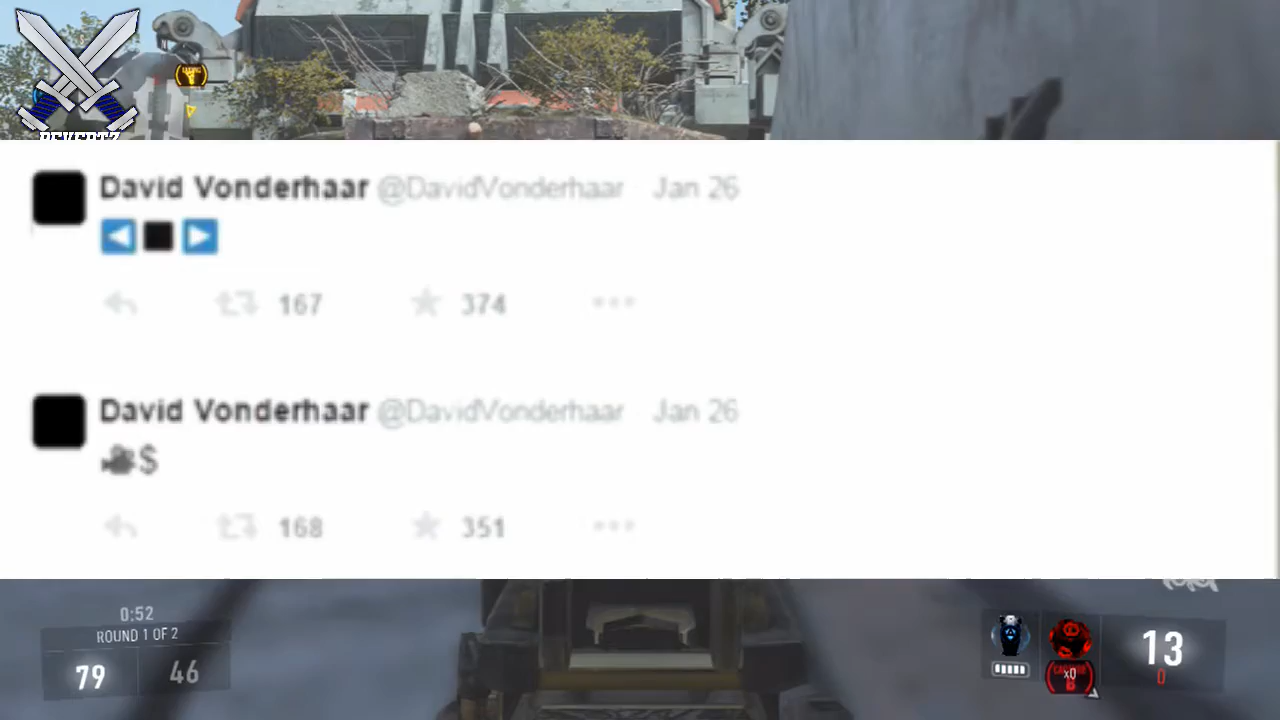 REVERTZ
David Vonderhaar @DavidVonderhaar · Jan 26
◀ ■ ▶
167 374 •••
David Vonderhaar @DavidVonderhaar · Jan 26
🎥$
168 351 •••
0:52
ROUND 1 OF 2
79 46
x0
B
13
0